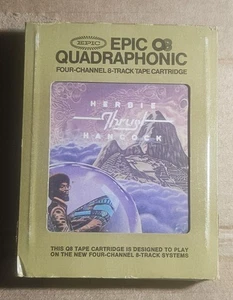 EPIC
EPIC Q8
QUADRAPHONIC
FOUR-CHANNEL 8-TRACK TAPE CARTRIDGE
HERBIE
Thrust
HANCOCK
THIS Q8 TAPE CARTRIDGE IS DESIGNED TO PLAY
ON THE NEW FOUR-CHANNEL 8-TRACK SYSTEMS